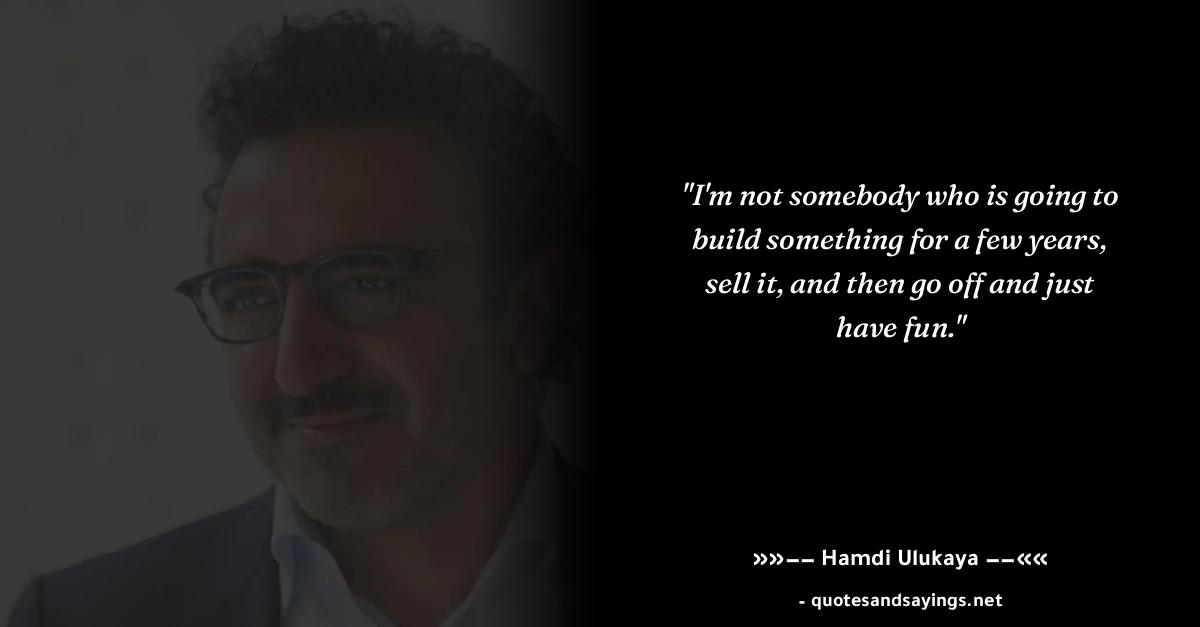 "I'm not somebody who is going to
build something for a few years,
sell it, and then go off and just
have fun."
»»−− Hamdi Ulukaya −−««
- quotesandsayings.net